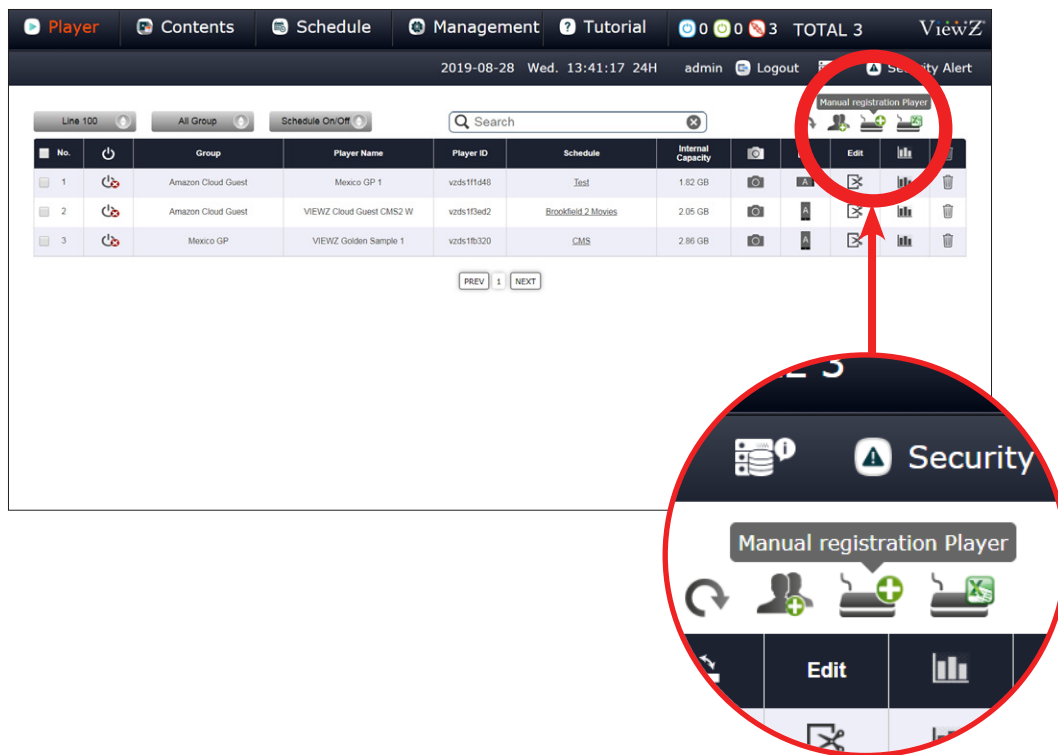 Player Contents Schedule Management Tutorial 0 0 3 TOTAL 3 ViewZ
2019-08-28 Wed. 13:41:17 24H admin Logout Security Alert
Manual registration Player
Line 100 All Group Schedule On/Off Search
No. Group Player Name Player ID Schedule Internal Capacity Edit
1 Amazon Cloud Guest Mexico GP 1 vzds1f1d48 Test 1.82 GB A
2 Amazon Cloud Guest VIEWZ Cloud Guest CMS2 W vzds1f3ed2 Brookfield 2 Movies 2.05 GB A
3 Mexico GP VIEWZ Golden Sample 1 vzds1fb320 CMS 2.86 GB A
PREV 1 NEXT
3
Security
Manual registration Player
Edit